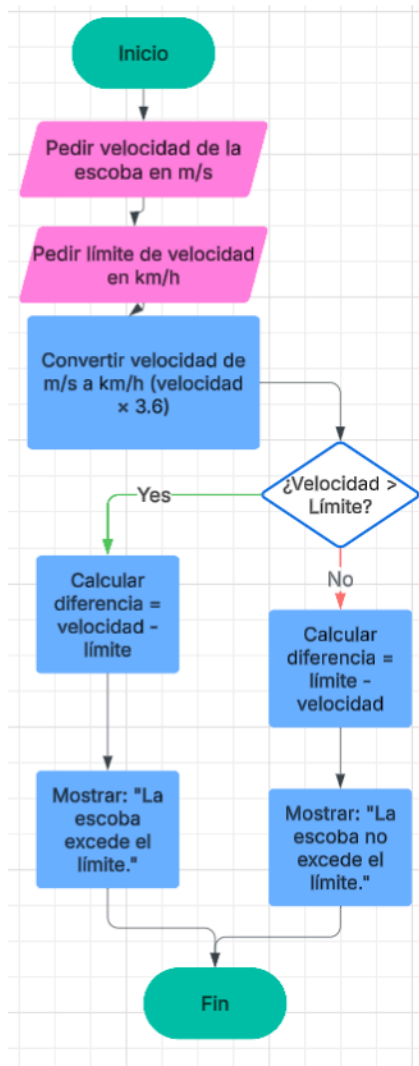 Inicio
Pedir velocidad de la
escoba en m/s
Pedir límite de velocidad
en km/h
Convertir velocidad de
m/s a km/h (velocidad
× 3.6)
¿Velocidad >
Límite?
Yes
No
Calcular
diferencia =
velocidad -
límite
Calcular
diferencia =
límite -
velocidad
Mostrar: "La
escoba
excede el
límite."
Mostrar: "La
escoba no
excede el
límite."
Fin